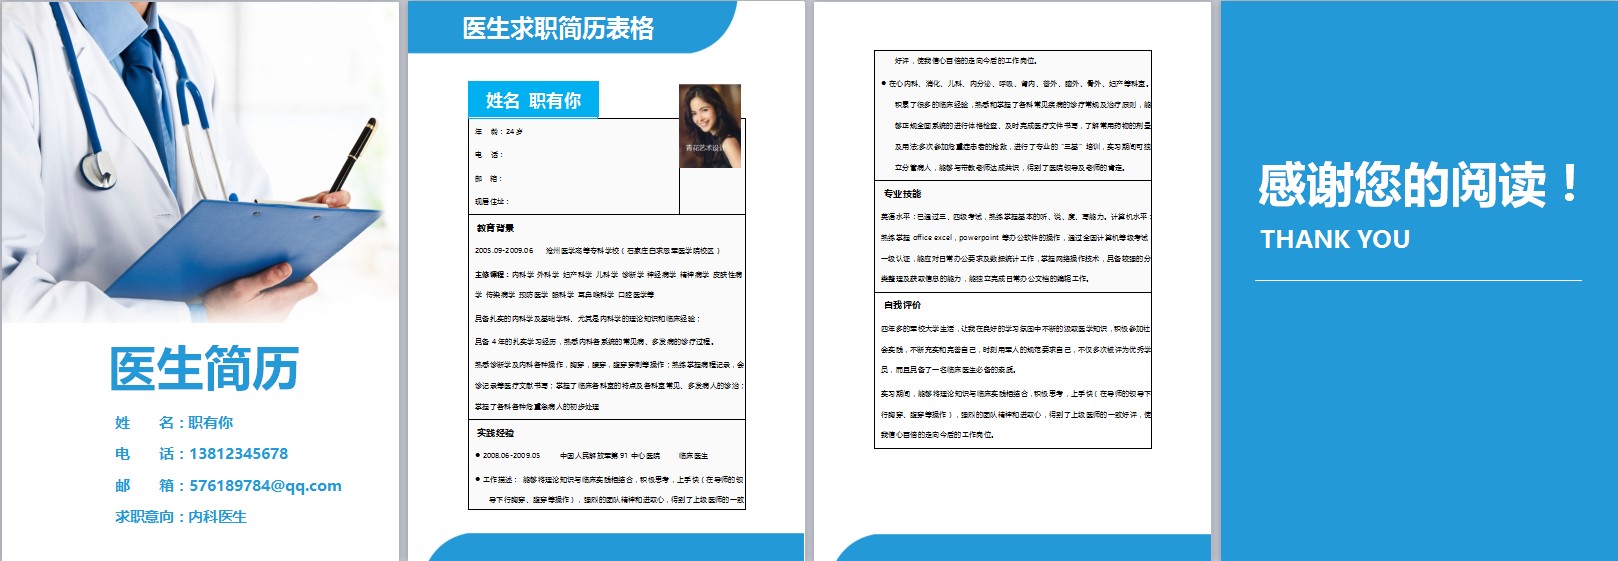 医生简历
姓 名：职有你
电 话：13812345678
邮 箱：576189784@qq.com
求职意向：内科医生
医生求职简历表格
姓名 职有你
青花艺术设计
年 龄：24 岁
电 话：
邮 箱：
现居住址：
教育背景
2005.09-2009.06 沧州医学高等专科学校（石家庄白求恩军医学院校区）
主修课程：内科学 外科学 妇产科学 儿科学 诊断学 神经病学 精神病学 皮肤性病
学 传染病学 预防医学 眼科学 耳鼻喉科学 口腔医学等
具备扎实的内科学及基础学科、尤其是内科学的理论知识和临床经验；
具备 4 年的扎实学习经历，熟悉内科各系统的常见病、多发病的诊疗过程。
熟悉诊断学及内科各种操作，胸穿，腰穿，腹穿穿刺等操作；熟练掌握病程记录，会
诊记录等医疗文献书写；掌握了临床各科室的特点及各科室常见、多发病人的诊治；
掌握了各科各种危重急病人的初步处理
实践经验
● 2008.06-2009.05 中国人民解放军第 91 中心医院 临床医生
● 工作描述： 能够将理论知识与临床实践相结合，积极思考，上手快（在导师的领
导下行胸穿、腹穿等操作），强烈的团队精神和进取心，得到了上级医师的一致
好评，使我信心百倍的走向今后的工作岗位。
● 在心内科、消化、儿科、内分泌、呼吸、肾内、普外、脑外、骨外、妇产等科室，
积累了很多的临床经验，熟悉和掌握了各科常见疾病的诊疗常规及治疗原则，能
够正规全面系统的进行体格检查、及时完成医疗文件书写，了解常用药物的剂量
及用法;多次参加危重症患者的抢救，进行了专业的“三基”培训，实习期间可独
立分管病人，能够与带教老师达成共识，得到了医院领导及老师的肯定。
专业技能
英语水平：已通过三、四级考试，熟练掌握基本的听、说、度、写能力。计算机水平：
熟练掌握 office excel，powerpoint 等办公软件的操作，通过全国计算机等级考试
一级认证，能应对日常办公要求及数据统计工作，掌握网络操作技术，具备较强的分
类整理及获取信息的能力，能独立完成日常办公文档的编辑工作。
自我评价
四年多的军校大学生活，让我在良好的学习氛围中不断的汲取医学知识，积极参加社
会实践，不断充实和完善自己，时刻用军人的规范要求自己，不仅多次被评为优秀学
员，而且具备了一名临床医生必备的素质。
实习期间，能够将理论知识与临床实践相结合，积极思考，上手快（在导师的领导下
行胸穿、腹穿等操作），强烈的团队精神和进取心，得到了上级医师的一致好评，使
我信心百倍的走向今后的工作岗位。
感谢您的阅读！
THANK YOU